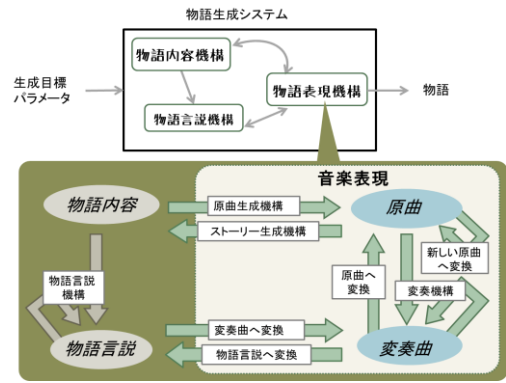 物語生成システム
物語内容機構
生成目標
パラメータ
物語表現機構
物語
物語言説機構
音楽表現
物語内容
原曲生成機構
原曲
ストーリー生成機構
新しい原曲
へ変換
物語言説
機構
原曲へ
変換
変奏機構
変奏曲へ変換
物語言説
変奏曲
物語言説へ変換